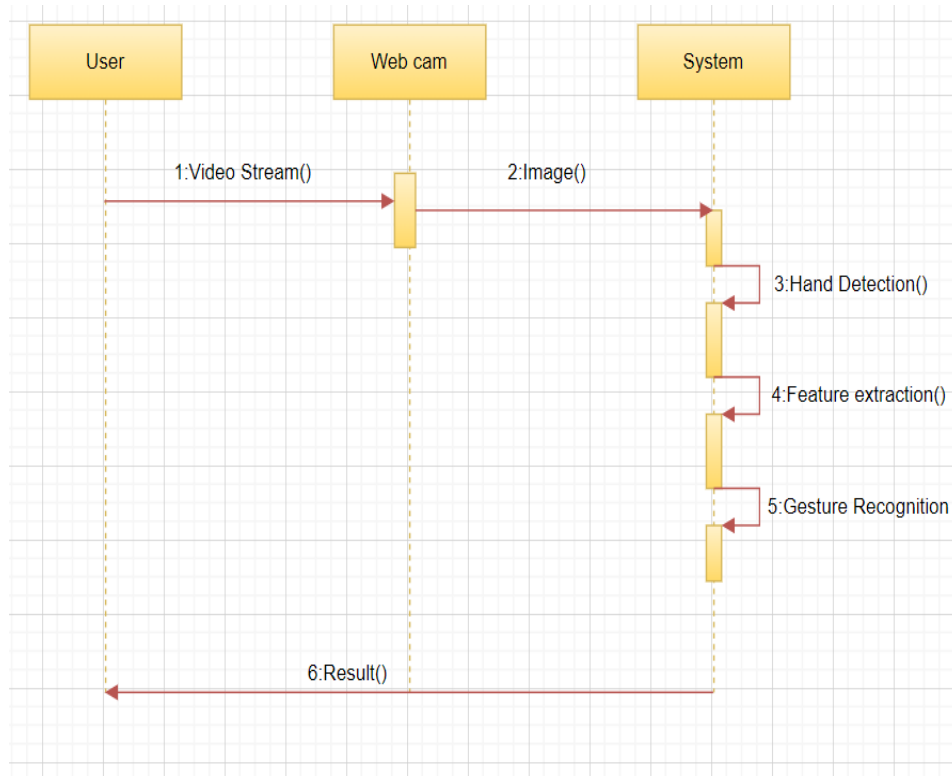 User
Web cam
System
1:Video Stream()
2:Image()
3:Hand Detection()
4:Feature extraction()
5:Gesture Recognition
6:Result()